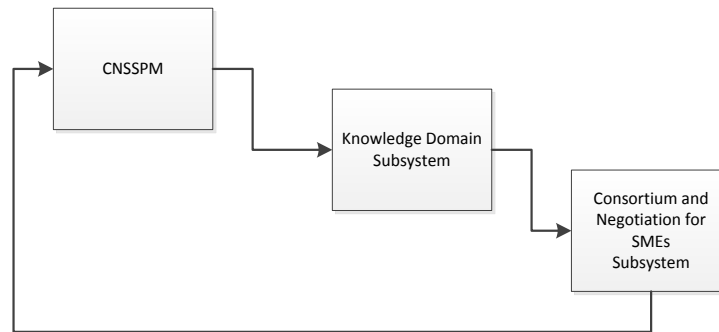 CNSSPM
Knowledge Domain
Subsystem
Consortium and
Negotiation for
SMEs
Subsystem